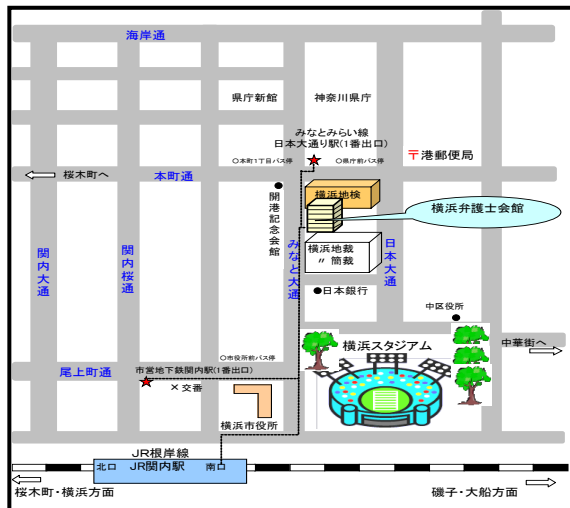 海岸通
県庁新館
神奈川県庁
みなとみらい線
日本大通り駅(1番出口)
○本町1丁目バス停
○県庁前バス停
〒港郵便局
桜木町へ
本町通
横浜地検
開港記念会館
横浜弁護士会館
関内大通
関内桜通
みなと大通
日本大通
横浜地裁
〃 簡裁
●日本銀行
中区役所
○市役所前バス停
横浜スタジアム
中華街へ
尾上町通
市営地下鉄関内駅(1番出口)
×交番
横浜市役所
JR根岸線
北口 JR関内駅 南口
桜木町・横浜方面
磯子・大船方面